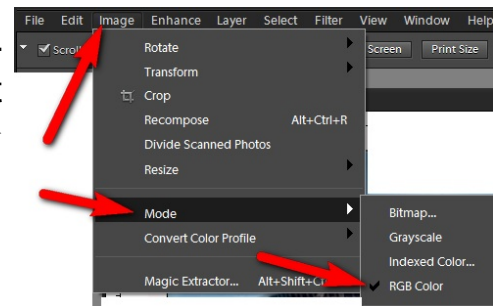 File Edit Image Enhance Layer Select Filter View Window Help
Screen Print Size
Rotate
Transform
Crop
Recompose Alt+Ctrl+R
Divide Scanned Photos
Resize
Mode
Convert Color Profile
Magic Extractor...
Bitmap...
Grayscale
Indexed Color...
RGB Color